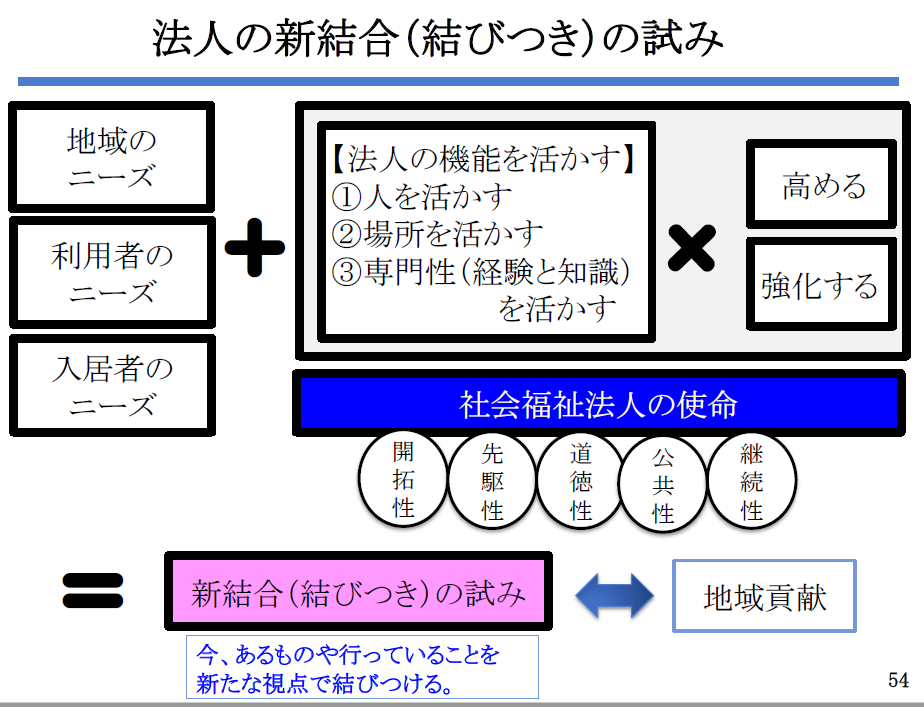 法人の新結合（結びつき）の試み
地域の
ニーズ
利用者の
ニーズ
入居者の
ニーズ
【法人の機能を活かす】
①人を活かす
②場所を活かす
③専門性（経験と知識）
を活かす
高める
強化する
社会福祉法人の使命
開拓性
先駆性
道徳性
公共性
継続性
新結合（結びつき）の試み
地域貢献
今、あるものや行っていることを
新たな視点で結びつける。
54